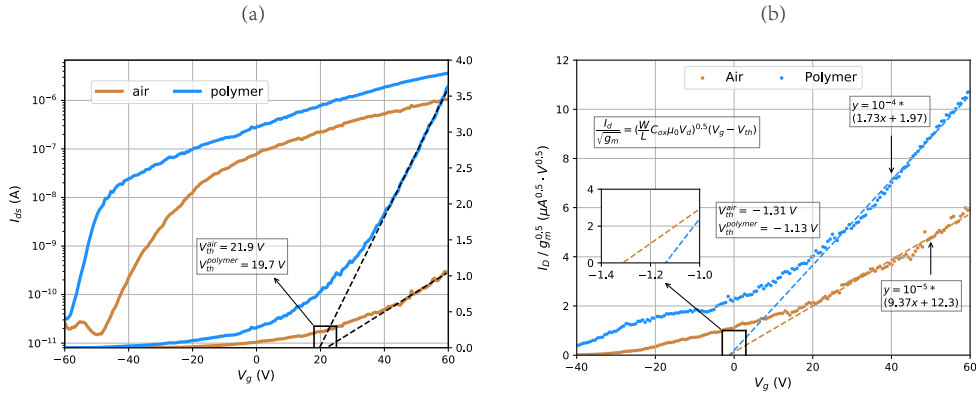 (a)
(b)
4.0
3.5
3.0
2.5
2.0
1.5
1.0
0.5
0.0
10⁻⁶
10⁻⁷
10⁻⁸
10⁻⁹
10⁻¹⁰
10⁻¹¹
I_ds (A)
air
polymer
V_th^air = 21.9 V
V_th^polymer = 19.7 V
−60 −40 −20 0 20 40 60
V_g (V)
12
10
8
6
4
2
0
I_D / g_m^0.5 (μA^0.5 · V^0.5)
Air
Polymer
I_d/√g_m = (W/L C_ox μ_0 V_d)^0.5 (V_g − V_th)
y = 10⁻⁴ *
(1.73x + 1.97)
4
2
0
−1.4 −1.2 −1.0
V_th^air = −1.31 V
V_th^polymer = −1.13 V
y = 10⁻⁵ *
(9.37x + 12.3)
−40 −20 0 20 40 60
V_g (V)